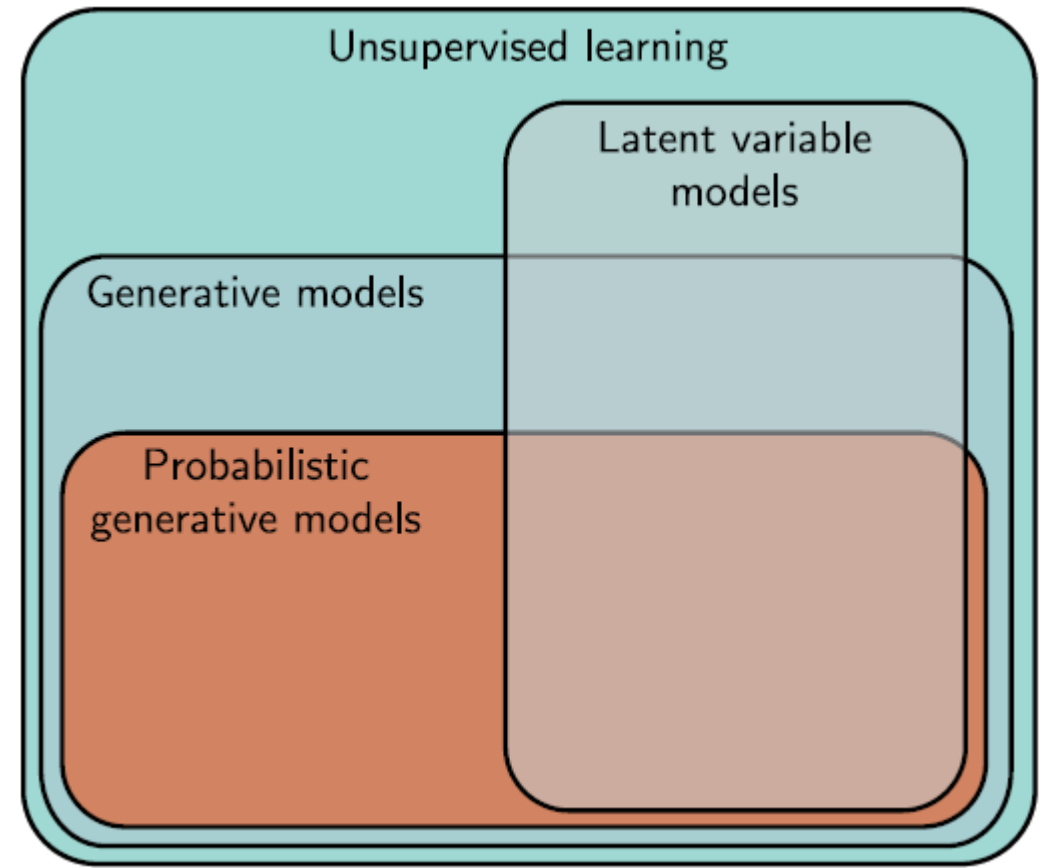 Unsupervised learning
Latent variable
models
Generative models
Probabilistic
generative models